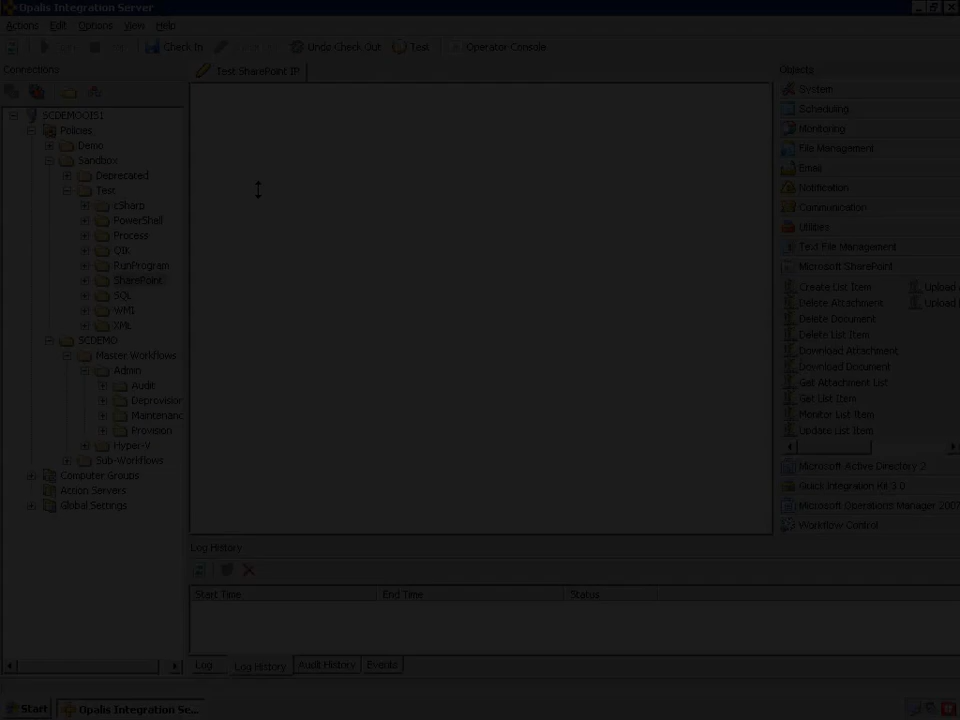 Opalis Integration Server
Actions Edit Options View Help
Check In Undo Check Out Test Operator Console
Connections
Test SharePoint IP
Objects
SCDEMOOIS1
Policies
Demo
Sandbox
Deprecated
Test
cSharp
PowerShell
Process
QIK
RunProgram
SharePoint
SQL
WMI
XML
SCDEMO
Master Workflows
Admin
Audit
Deprovision
Maintenanc
Provision
Hyper-V
Sub-Workflows
Computer Groups
Action Servers
Global Settings
System
Scheduling
Monitoring
File Management
Email
Notification
Communication
Utilities
Text File Management
Microsoft SharePoint
Create List Item Upload
Delete Attachment Upload
Delete Document
Delete List Item
Download Attachment
Download Document
Get Attachment List
Get List Item
Monitor List Item
Update List Item
Microsoft Active Directory 2
Quick Integration Kit 3.0
Microsoft Operations Manager 2007
Workflow Control
Log History
Start Time End Time Status
Log Log History Audit History Events
Start Opalis Integration Se...